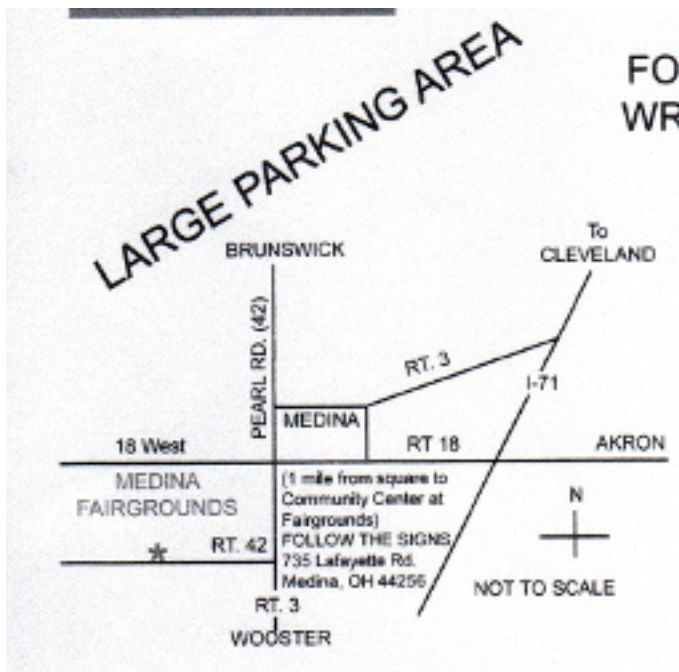 LARGE PARKING AREA
FO
WR
To
CLEVELAND
BRUNSWICK
PEARL RD. (42)
RT. 3
I-71
MEDINA
18 West
RT 18
AKRON
MEDINA
FAIRGROUNDS
(1 mile from square to
Community Center at
Fairgrounds)
FOLLOW THE SIGNS
735 Lafayette Rd.
Medina, OH 44256
N
RT. 42
NOT TO SCALE
RT. 3
WOOSTER